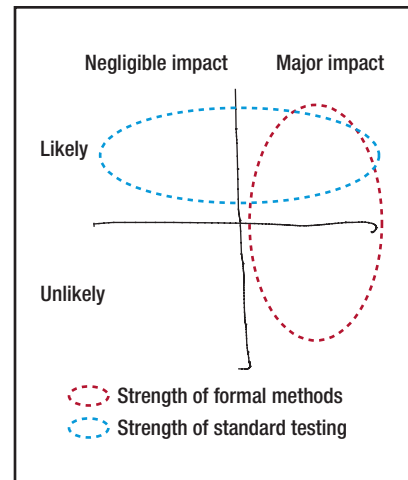 Negligible impact Major impact
Likely
Unlikely
Strength of formal methods
Strength of standard testing